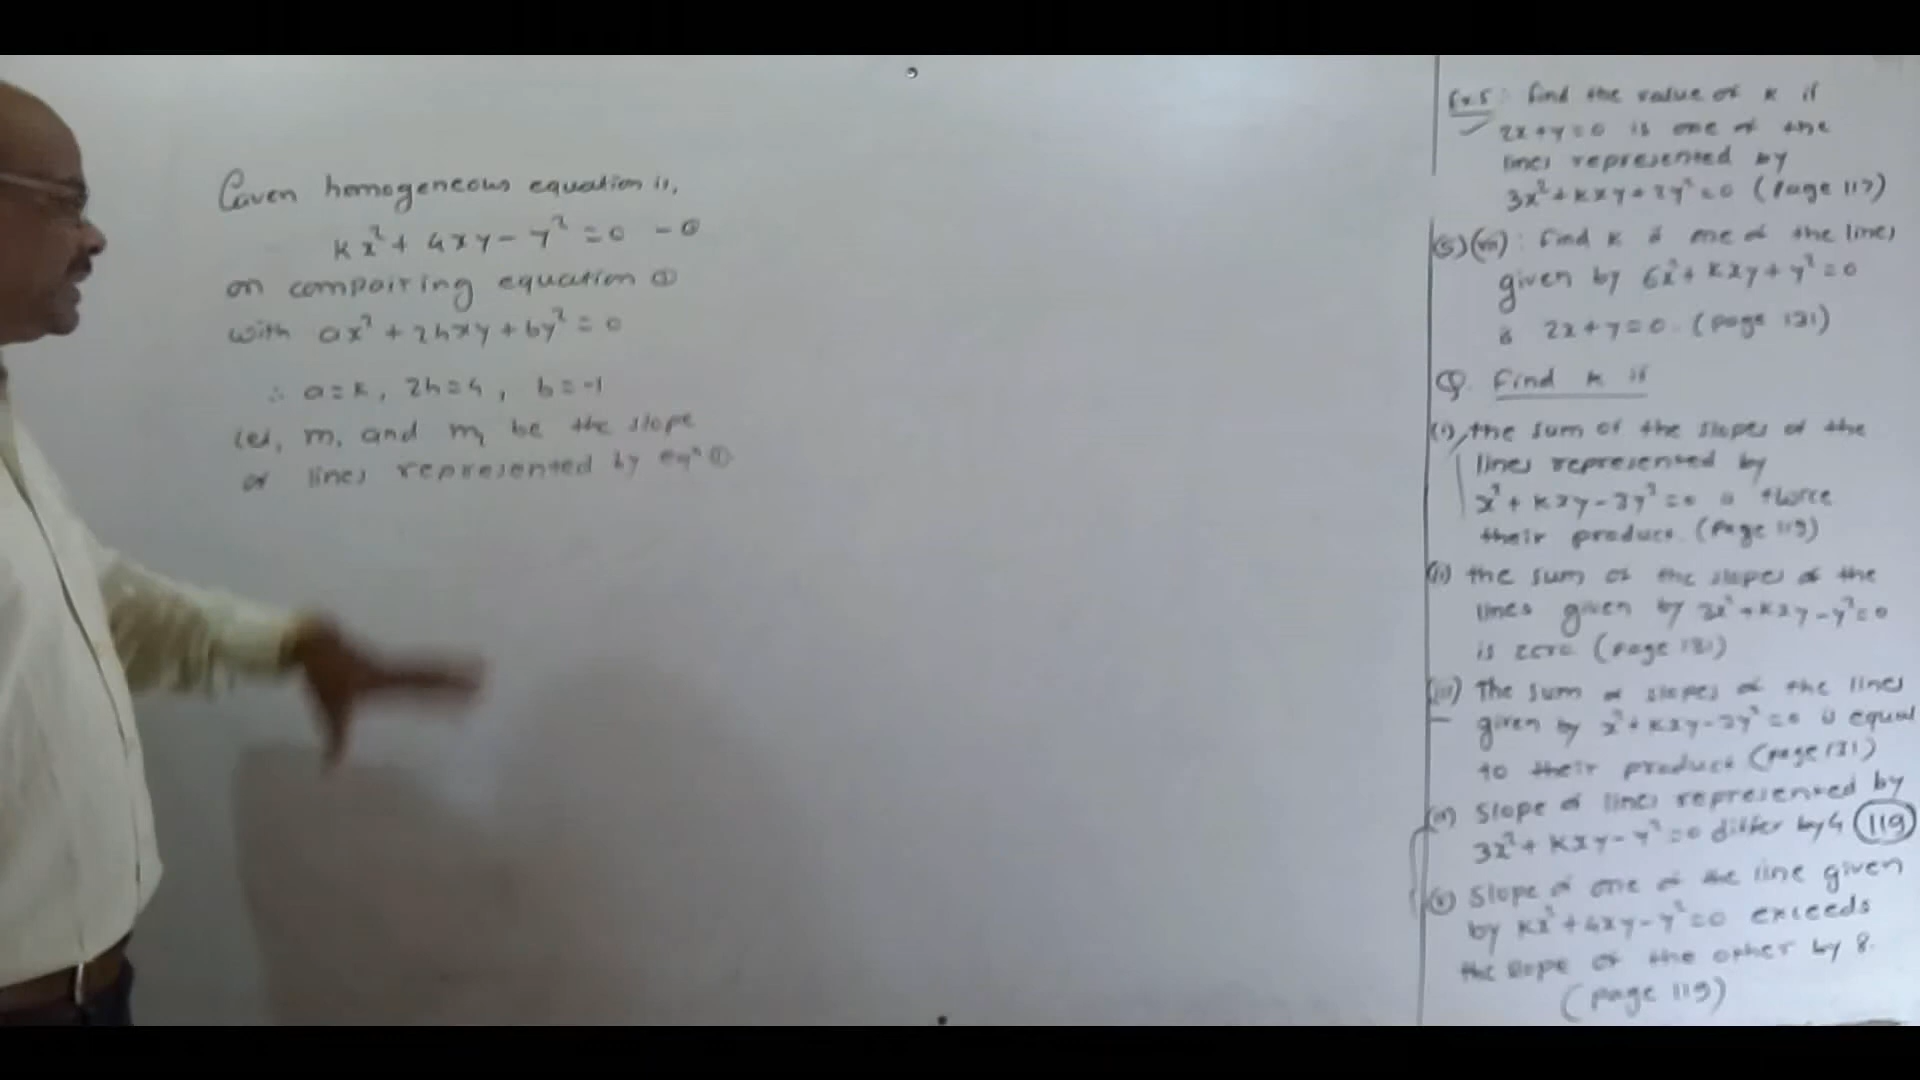 Given homogeneous equation is,
kx² + 4xy - y² = 0 - ①
on compairing equation ①
with ax² + 2hxy + by² = 0
∴ a = k, 2h = 4, b = -1
Let, m₁ and m₂ be the slope
of lines represented by eqⁿ ①
Ex.5: Find the value of k if
2x + y = 0 is one of the
lines represented by
3x² + kxy + 2y² = 0 (page 117)
(5)(vii): Find k if one of the lines
given by 6x² + kxy + y² = 0
is 2x + y = 0. (page 131)
Q. Find k if
(i) the sum of the slopes of the
lines represented by
x² + kxy - 3y² = 0 is twice
their product. (page 119)
(ii) the sum of the slopes of the
lines given by 3x² + kxy - y² = 0
is zero (page 131)
(iii) The sum of slopes of the lines
given by x² + kxy - 3y² = 0 is equal
to their product (page 131)
(iv) Slope of lines represented by
3x² + kxy - y² = 0 differ by 4 (119)
(v) Slope of one of the line given
by kx² + 4xy - y² = 0 exceeds
the slope of the other by 8.
(page 119)